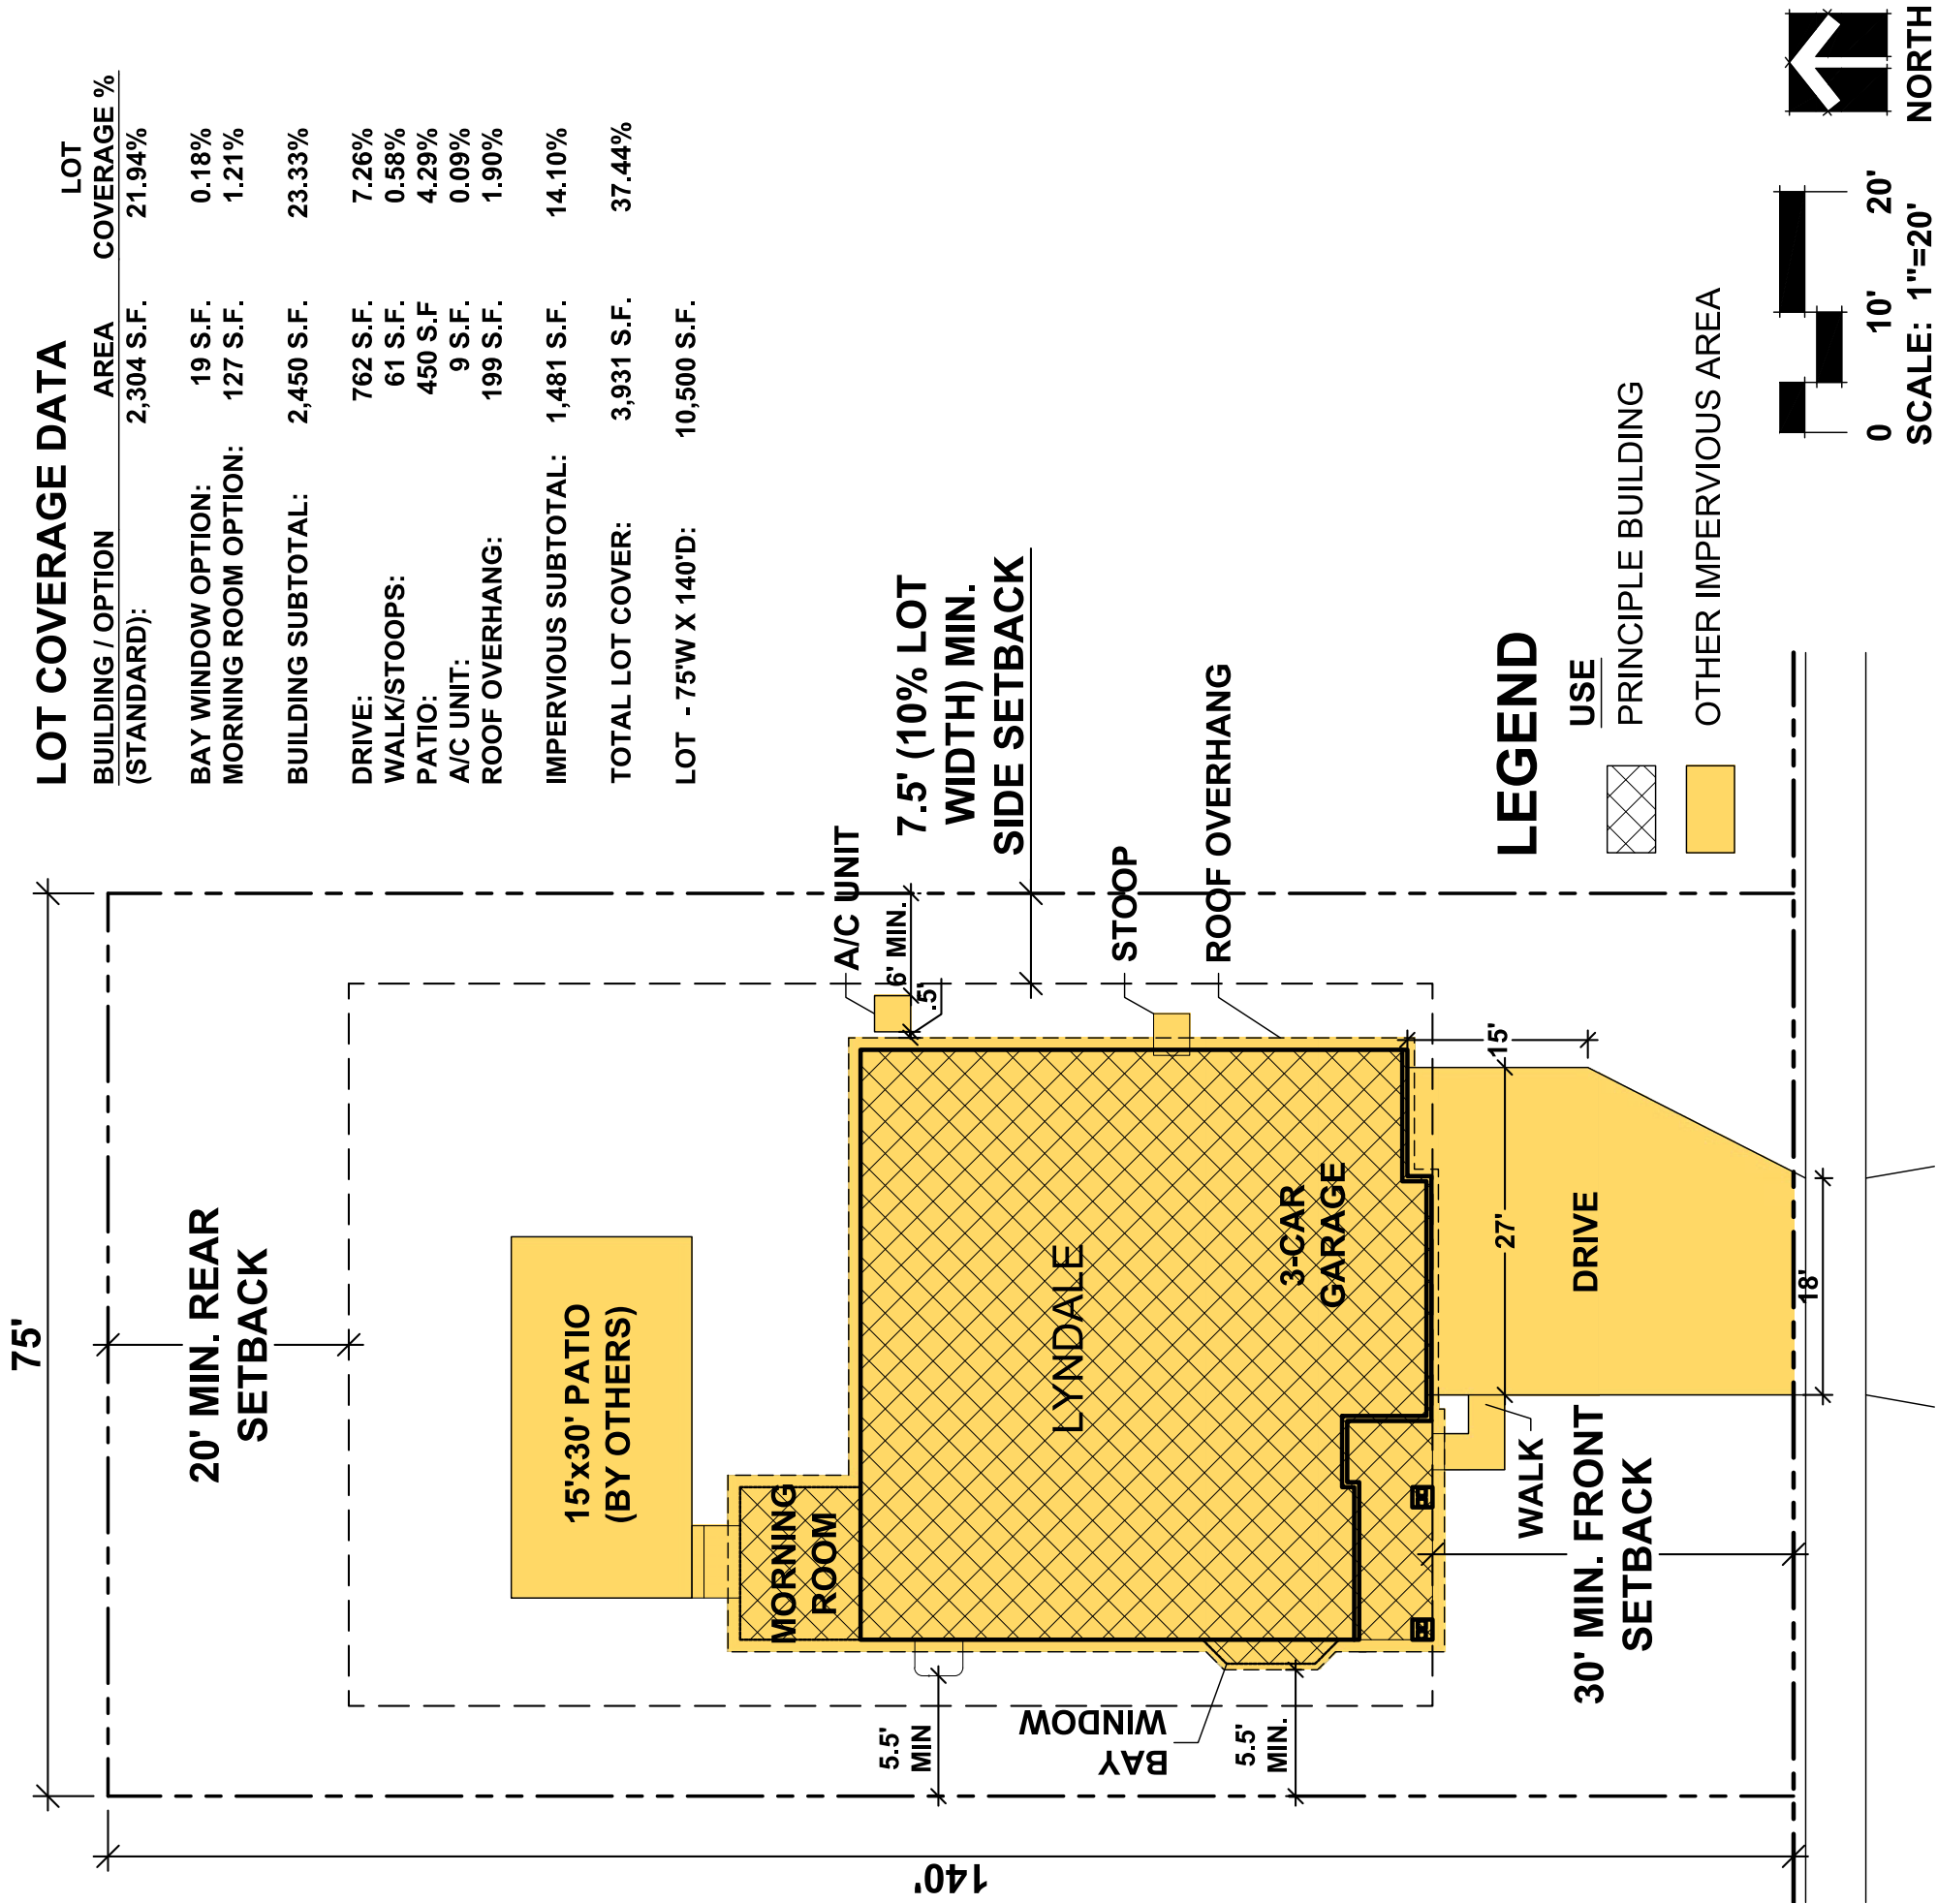 LOT COVERAGE DATA
LOT
BUILDING / OPTION AREA COVERAGE %
(STANDARD): 2,304 S.F. 21.94%
BAY WINDOW OPTION: 19 S.F. 0.18%
MORNING ROOM OPTION: 127 S.F. 1.21%
BUILDING SUBTOTAL: 2,450 S.F. 23.33%
DRIVE: 762 S.F. 7.26%
WALK/STOOPS: 61 S.F. 0.58%
PATIO: 450 S.F 4.29%
A/C UNIT: 9 S.F. 0.09%
ROOF OVERHANG: 199 S.F. 1.90%
IMPERVIOUS SUBTOTAL: 1,481 S.F. 14.10%
TOTAL LOT COVER: 3,931 S.F. 37.44%
LOT - 75'W X 140'D: 10,500 S.F.
75'
140'
20' MIN. REAR
SETBACK
15'x30' PATIO
(BY OTHERS)
MORNING
ROOM
LYNDALE
3-CAR
GARAGE
A/C UNIT
6' MIN.
.5'
7.5' (10% LOT
WIDTH) MIN.
SIDE SETBACK
STOOP
ROOF OVERHANG
5.5'
MIN
BAY
WINDOW
5.5'
MIN.
15'
27'
DRIVE
18'
WALK
30' MIN. FRONT
SETBACK
LEGEND
USE
PRINCIPLE BUILDING
OTHER IMPERVIOUS AREA
0 10' 20'
SCALE: 1"=20'
NORTH